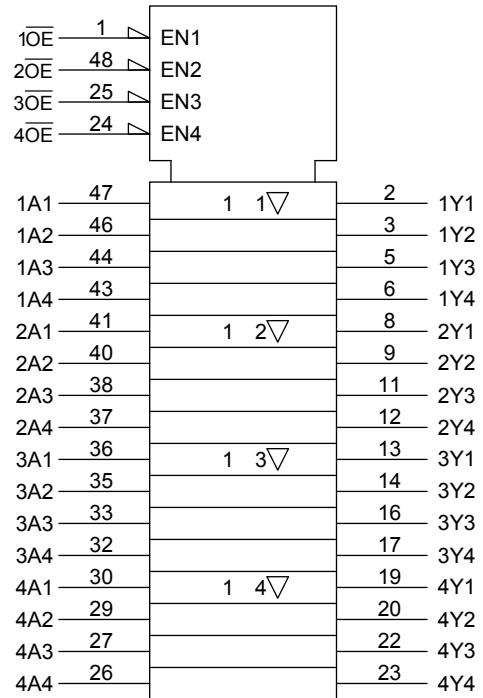 1O̅E̅ 1 EN1
2O̅E̅ 48 EN2
3O̅E̅ 25 EN3
4O̅E̅ 24 EN4
1A1 47 1 1▽ 2 1Y1
1A2 46 3 1Y2
1A3 44 5 1Y3
1A4 43 6 1Y4
2A1 41 1 2▽ 8 2Y1
2A2 40 9 2Y2
2A3 38 11 2Y3
2A4 37 12 2Y4
3A1 36 1 3▽ 13 3Y1
3A2 35 14 3Y2
3A3 33 16 3Y3
3A4 32 17 3Y4
4A1 30 1 4▽ 19 4Y1
4A2 29 20 4Y2
4A3 27 22 4Y3
4A4 26 23 4Y4